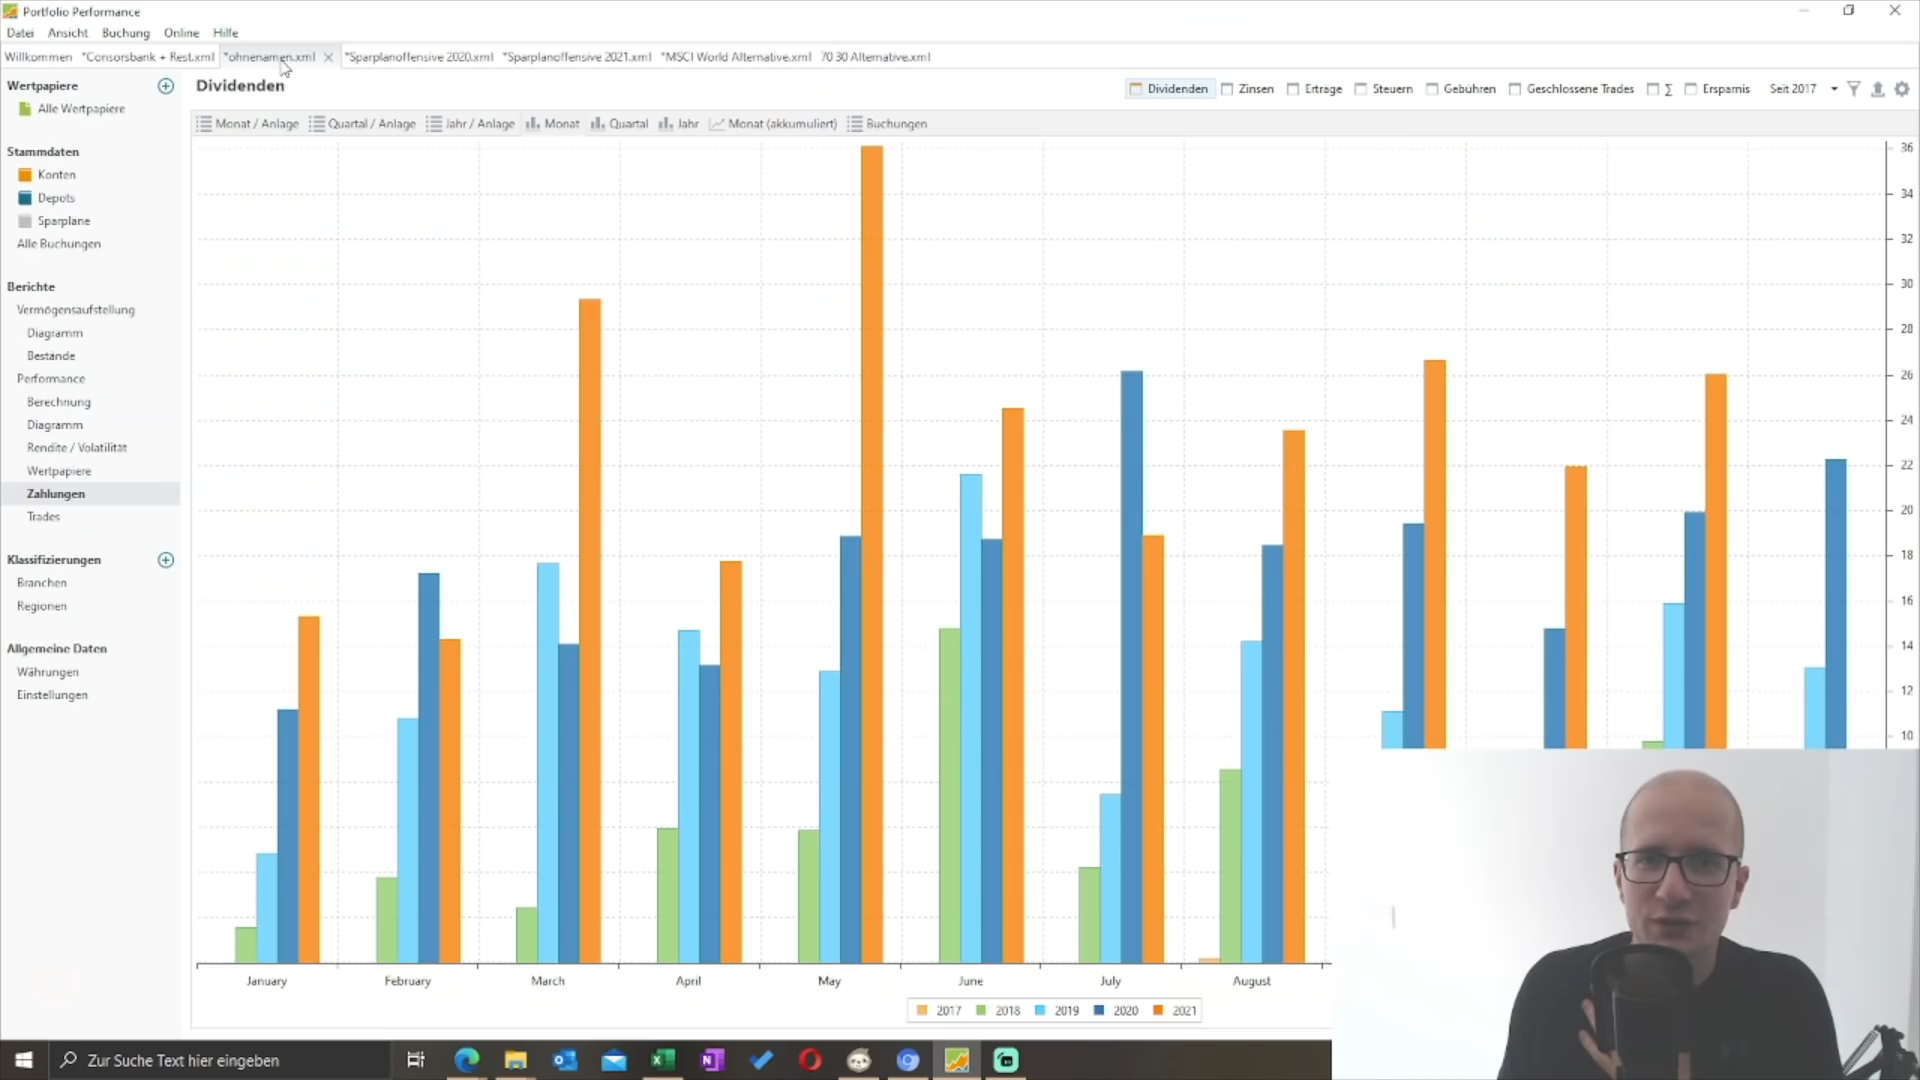 Portfolio Performance
Datei Ansicht Buchung Online Hilfe
Willkommen *Consorsbank + Rest.xml *ohnenamen.xml *Sparplanoffensive 2020.xml *Sparplanoffensive 2021.xml *MSCI World Alternative.xml 70 30 Alternative.xml
Wertpapiere
Alle Wertpapiere
Stammdaten
Konten
Depots
Sparpläne
Alle Buchungen
Berichte
Vermögensaufstellung
Diagramm
Bestände
Performance
Berechnung
Diagramm
Rendite / Volatilität
Wertpapiere
Zahlungen
Trades
Klassifizierungen
Branchen
Regionen
Allgemeine Daten
Währungen
Einstellungen
Dividenden
Dividenden Zinsen Erträge Steuern Gebühren Geschlossene Trades Σ Ersparnis Seit 2017
Monat / Anlage Quartal / Anlage Jahr / Anlage Monat Quartal Jahr Monat (akkumuliert) Buchungen
36
34
32
30
28
26
24
22
20
18
16
14
12
10
January February March April May June July August
2017 2018 2019 2020 2021
Zur Suche Text hier eingeben